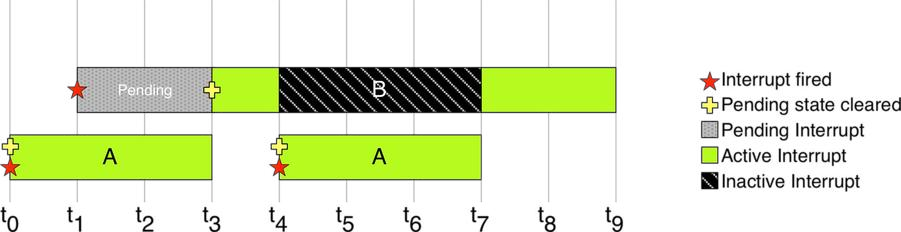 Pending
B
A
A
t0 t1 t2 t3 t4 t5 t6 t7 t8 t9
Interrupt fired
Pending state cleared
Pending Interrupt
Active Interrupt
Inactive Interrupt